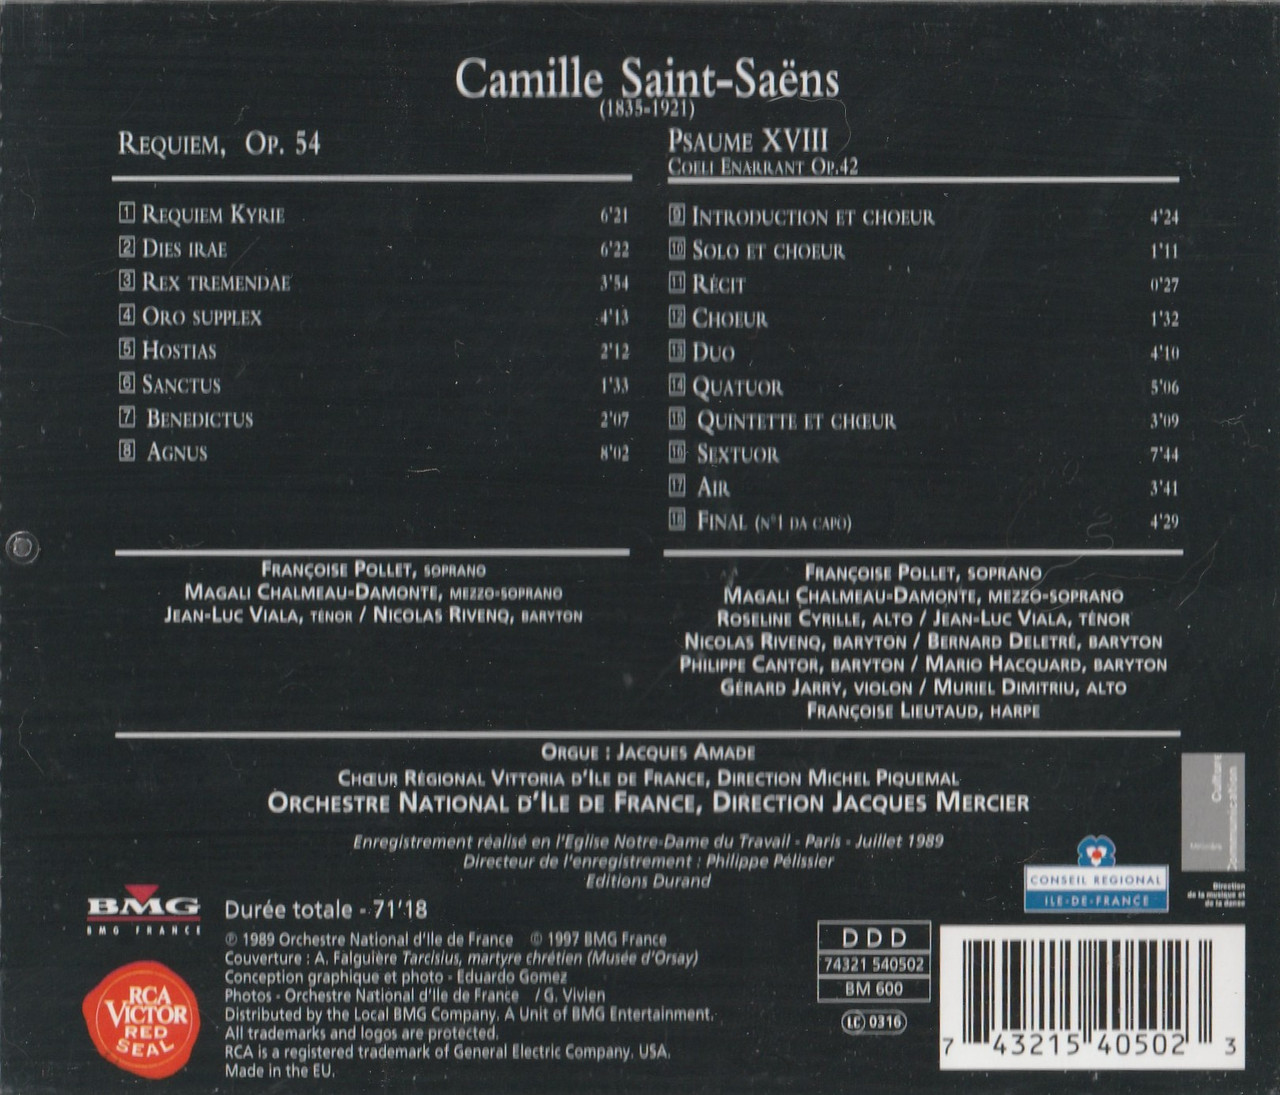 Camille Saint-Saëns
(1835-1921)
REQUIEM, OP. 54
1 REQUIEM KYRIE 6'21
2 DIES IRAE 6'22
3 REX TREMENDAE 3'54
4 ORO SUPPLEX 4'13
5 HOSTIAS 2'12
6 SANCTUS 1'33
7 BENEDICTUS 2'07
8 AGNUS 8'02
FRANÇOISE POLLET, SOPRANO
MAGALI CHALMEAU-DAMONTE, MEZZO-SOPRANO
JEAN-LUC VIALA, TÉNOR / NICOLAS RIVENQ, BARYTON
PSAUME XVIII
COELI ENARRANT OP.42
9 INTRODUCTION ET CHOEUR 4'24
10 SOLO ET CHOEUR 1'11
11 RÉCIT 0'27
12 CHOEUR 1'32
13 DUO 4'10
14 QUATUOR 5'06
15 QUINTETTE ET CHŒUR 3'09
16 SEXTUOR 7'44
17 AIR 3'41
18 FINAL (N°1 DA CAPO) 4'29
FRANÇOISE POLLET, SOPRANO
MAGALI CHALMEAU-DAMONTE, MEZZO-SOPRANO
ROSELINE CYRILLE, ALTO / JEAN-LUC VIALA, TÉNOR
NICOLAS RIVENQ, BARYTON / BERNARD DELETRÉ, BARYTON
PHILIPPE CANTOR, BARYTON / MARIO HACQUARD, BARYTON
GÉRARD JARRY, VIOLON / MURIEL DIMITRIU, ALTO
FRANÇOISE LIEUTAUD, HARPE
ORGUE : JACQUES AMADE
CHŒUR RÉGIONAL VITTORIA D'ILE DE FRANCE, DIRECTION MICHEL PIQUEMAL
ORCHESTRE NATIONAL D'ILE DE FRANCE, DIRECTION JACQUES MERCIER
Enregistrement réalisé en l'Eglise Notre-Dame du Travail - Paris - Juillet 1989
Directeur de l'enregistrement : Philippe Pélissier
Editions Durand
BMG
BMG FRANCE
RCA
VICTOR
RED
SEAL
Durée totale - 71'18
℗ 1989 Orchestre National d'Ile de France © 1997 BMG France
Couverture : A. Falguière Tarcisius, martyre chrétien (Musée d'Orsay)
Conception graphique et photo - Eduardo Gomez
Photos - Orchestre National d'Ile de France / G. Vivien
Distributed by the Local BMG Company. A Unit of BMG Entertainment.
All trademarks and logos are protected.
RCA is a registered trademark of General Electric Company, USA.
Made in the EU.
DDD
74321 540502
BM 600
LC 0316
CONSEIL REGIONAL
ILE-DE-FRANCE
Ministère
Culture
Communication
Direction
de la musique et
de la danse
7 43215 40502 3